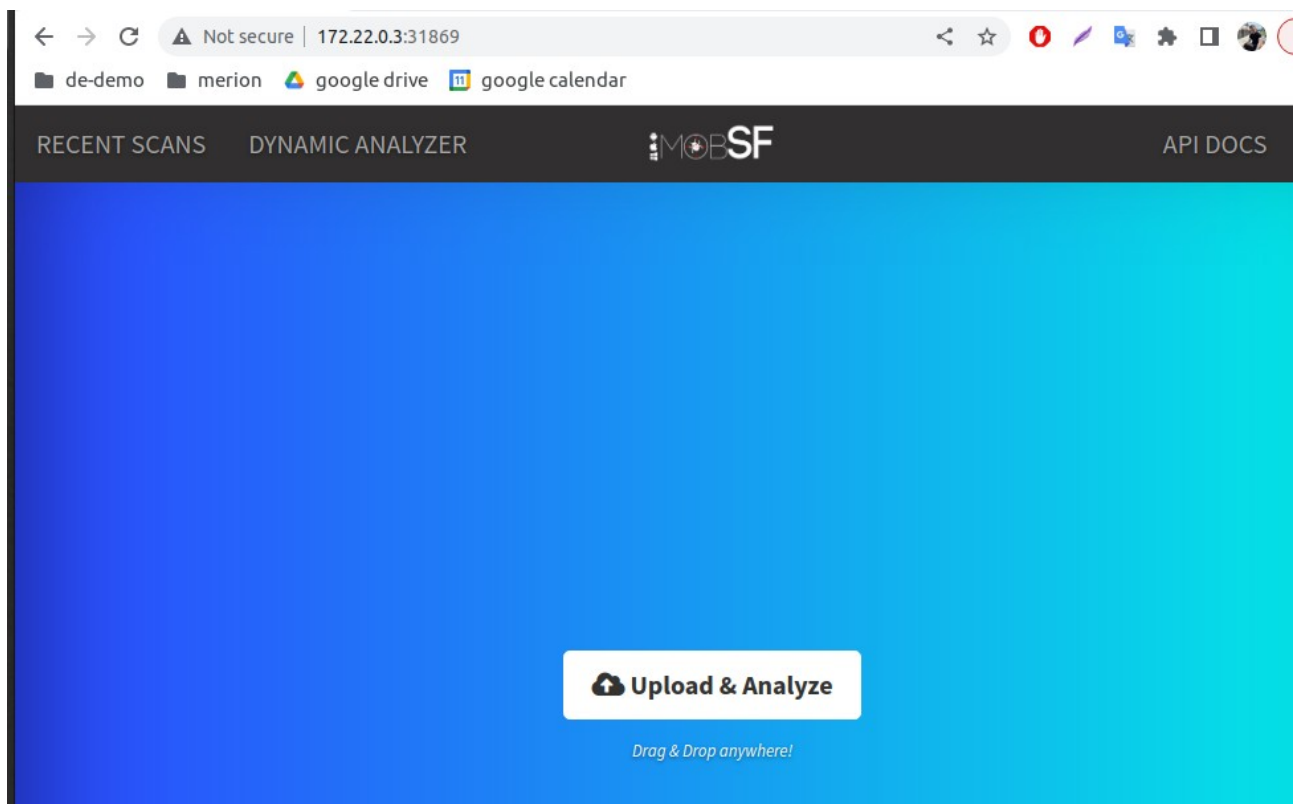 Not secure | 172.22.0.3:31869
de-demo merion 11 google drive google calendar
RECENT SCANS DYNAMIC ANALYZER MOBSF API DOCS
Upload & Analyze
Drag & Drop anywhere!